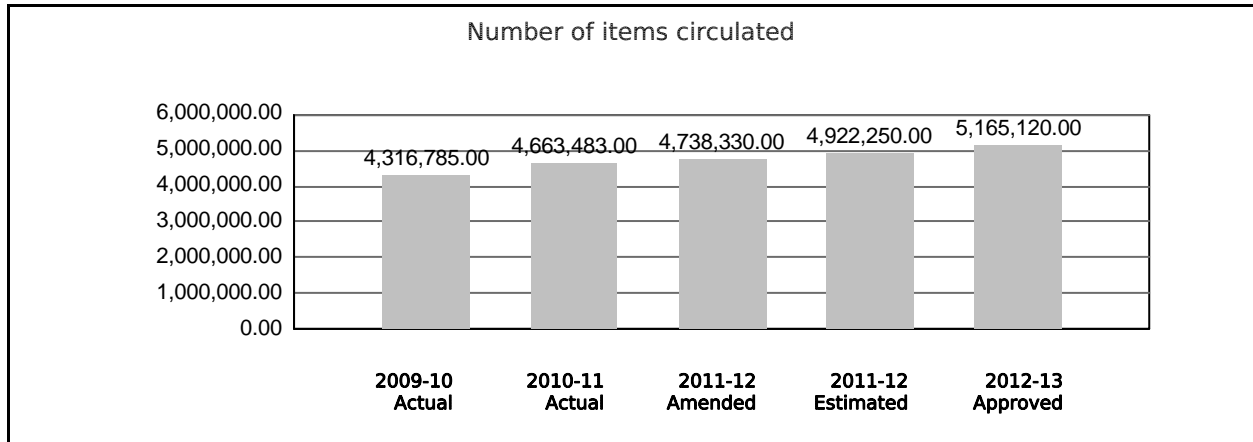 Number of items circulated
6,000,000.00
5,000,000.00
4,000,000.00
3,000,000.00
2,000,000.00
1,000,000.00
0.00
4,316,785.00
4,663,483.00
4,738,330.00
4,922,250.00
5,165,120.00
2009-10
Actual
2010-11
Actual
2011-12
Amended
2011-12
Estimated
2012-13
Approved